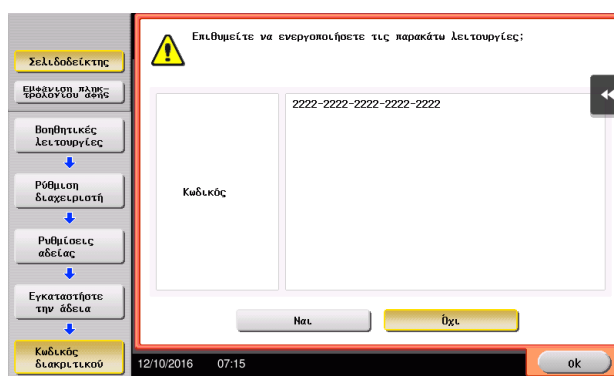 Επιθυμείτε να ενεργοποιήσετε τις παρακάτω λειτουργίες;
Σελιδοδείκτης
Εμφάνιση πληκ-
τρολογίου αφής
Βοηθητικές
λειτουργίες
Ρύθμιση
διαχειριστή
Ρυθμίσεις
αδείας
Εγκαταστήστε
την άδεια
Κωδικός
διακριτικού
Κωδικός
2222-2222-2222-2222-2222
Ναι
Όχι
12/10/2016 07:15
ok